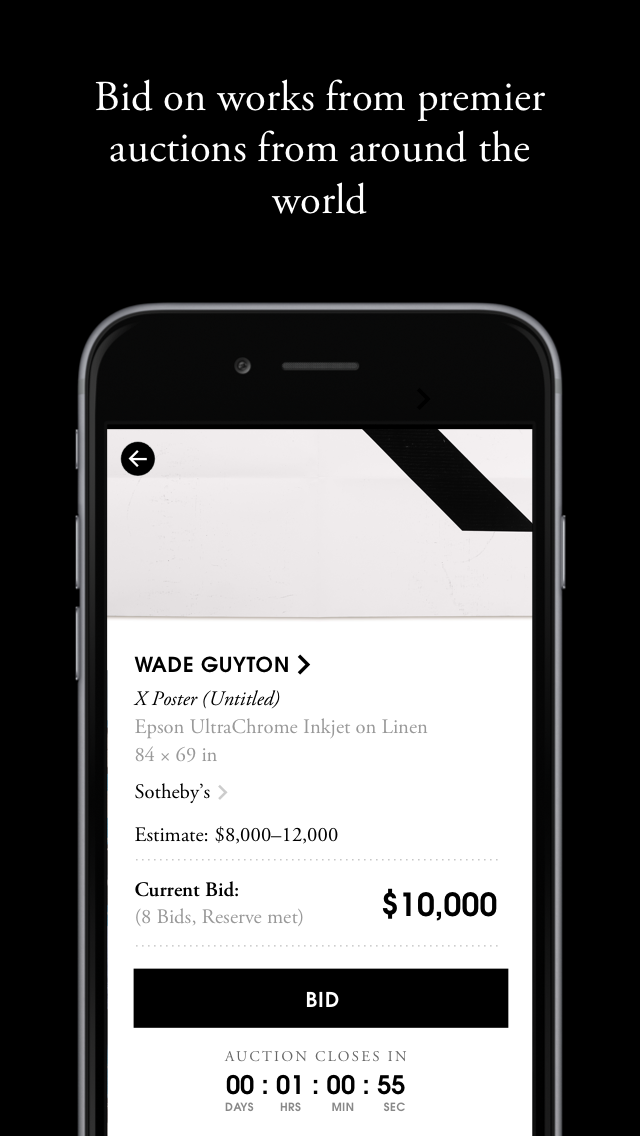 Bid on works from premier
auctions from around the
world
WADE GUYTON
X Poster (Untitled)
Epson UltraChrome Inkjet on Linen
84 × 69 in
Sotheby’s
Estimate: $8,000–12,000
Current Bid:
(8 Bids, Reserve met)
$10,000
BID
AUCTION CLOSES IN
00 : 01 : 00 : 55
DAYS HRS MIN SEC